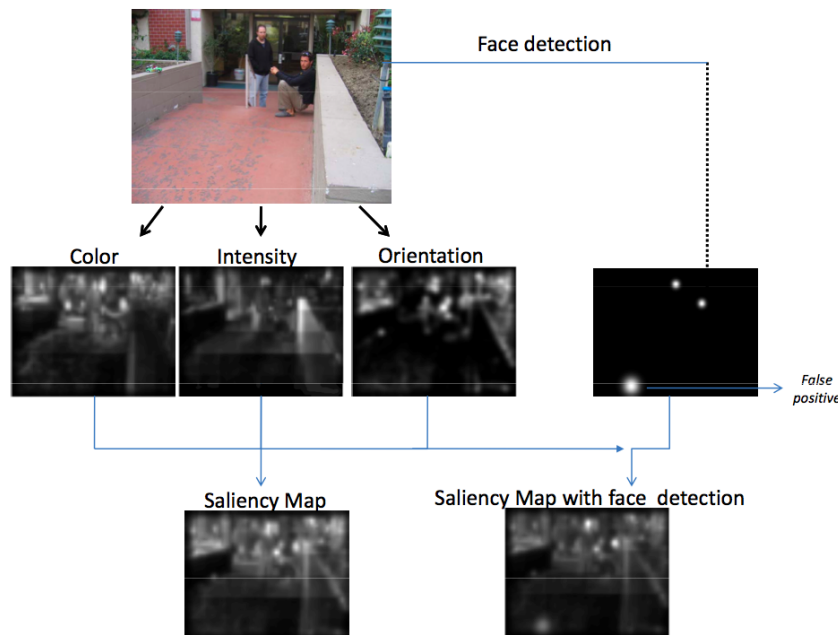 Face detection
Color
Intensity
Orientation
False
positive
Saliency Map
Saliency Map with face detection